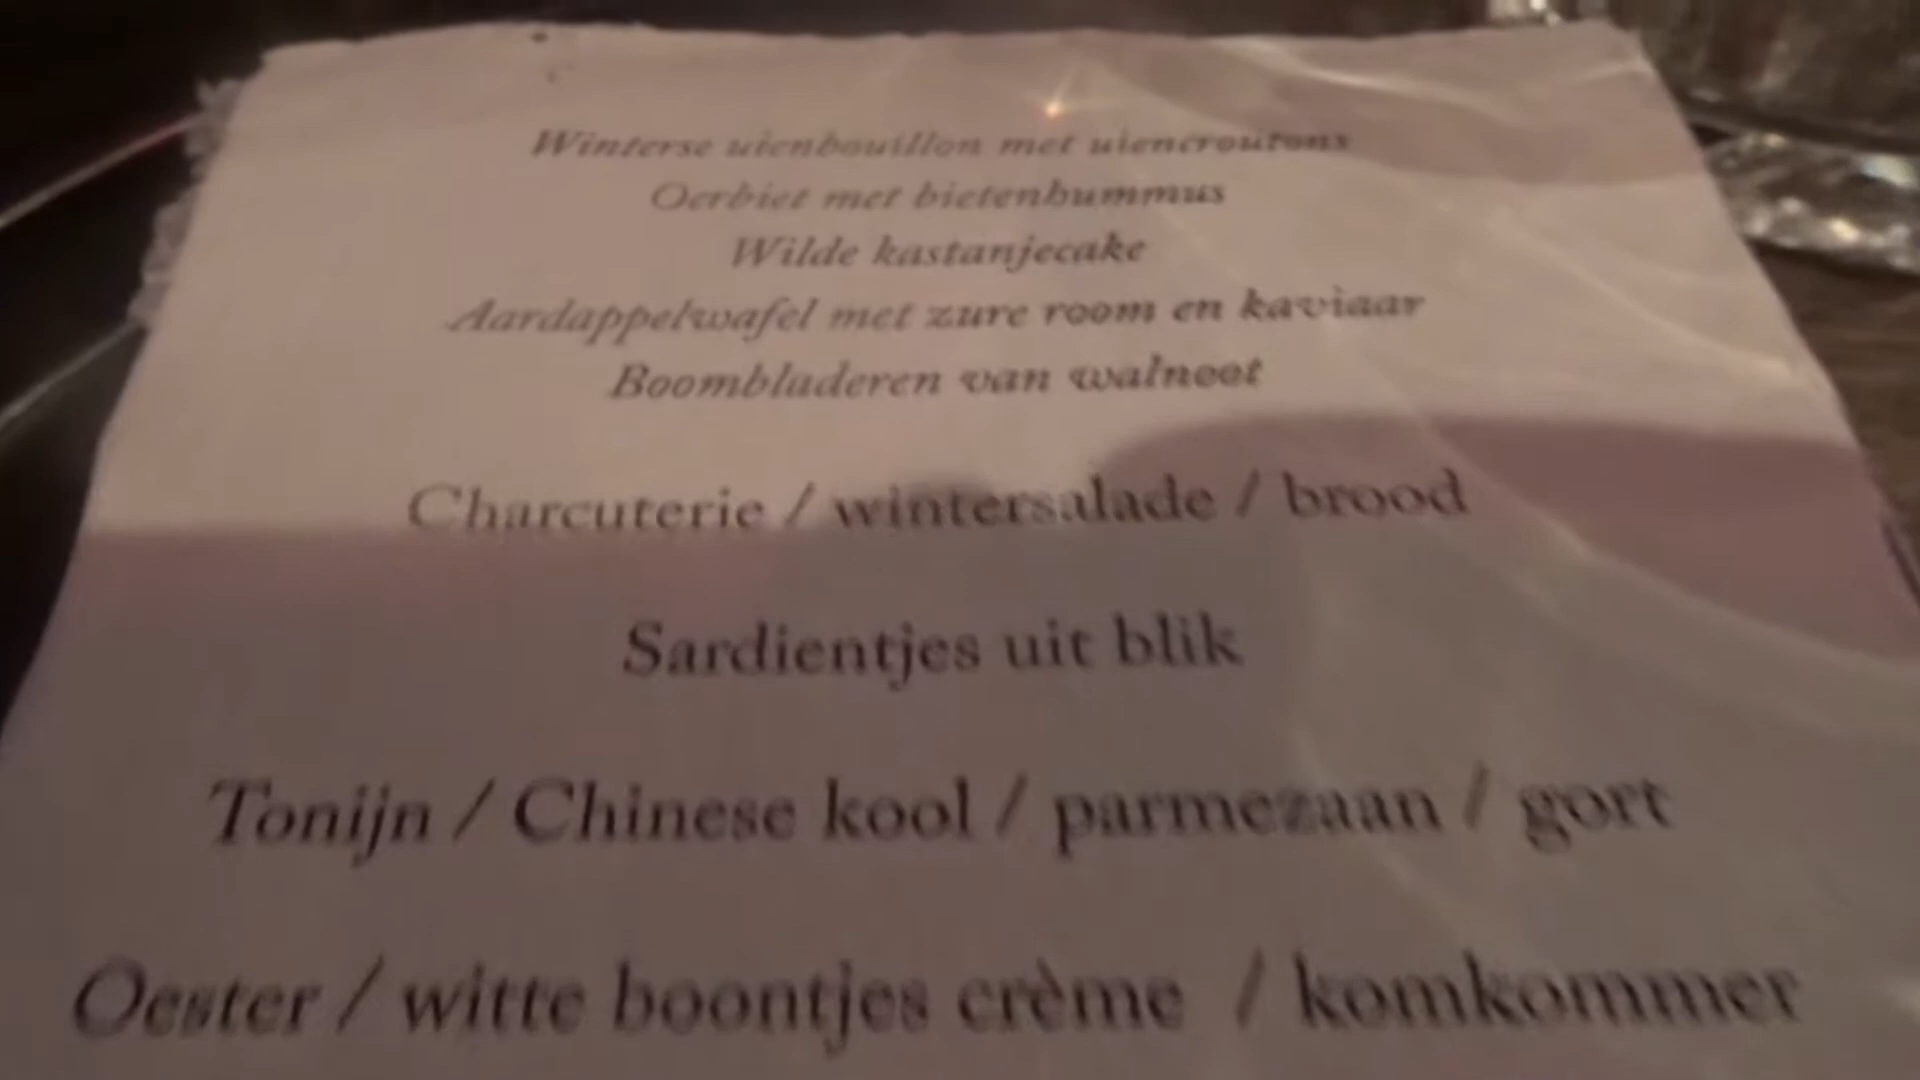 Winterse uienbouillon met uiencroutons
Oerbiet met bietenhummus
Wilde kastanjecake
Aardappelwafel met zure room en kaviaar
Boombladeren van walnoot
Charcuterie / wintersalade / brood
Sardientjes uit blik
Tonijn / Chinese kool / parmezaan / gort
Oester / witte boontjes crème / komkommer